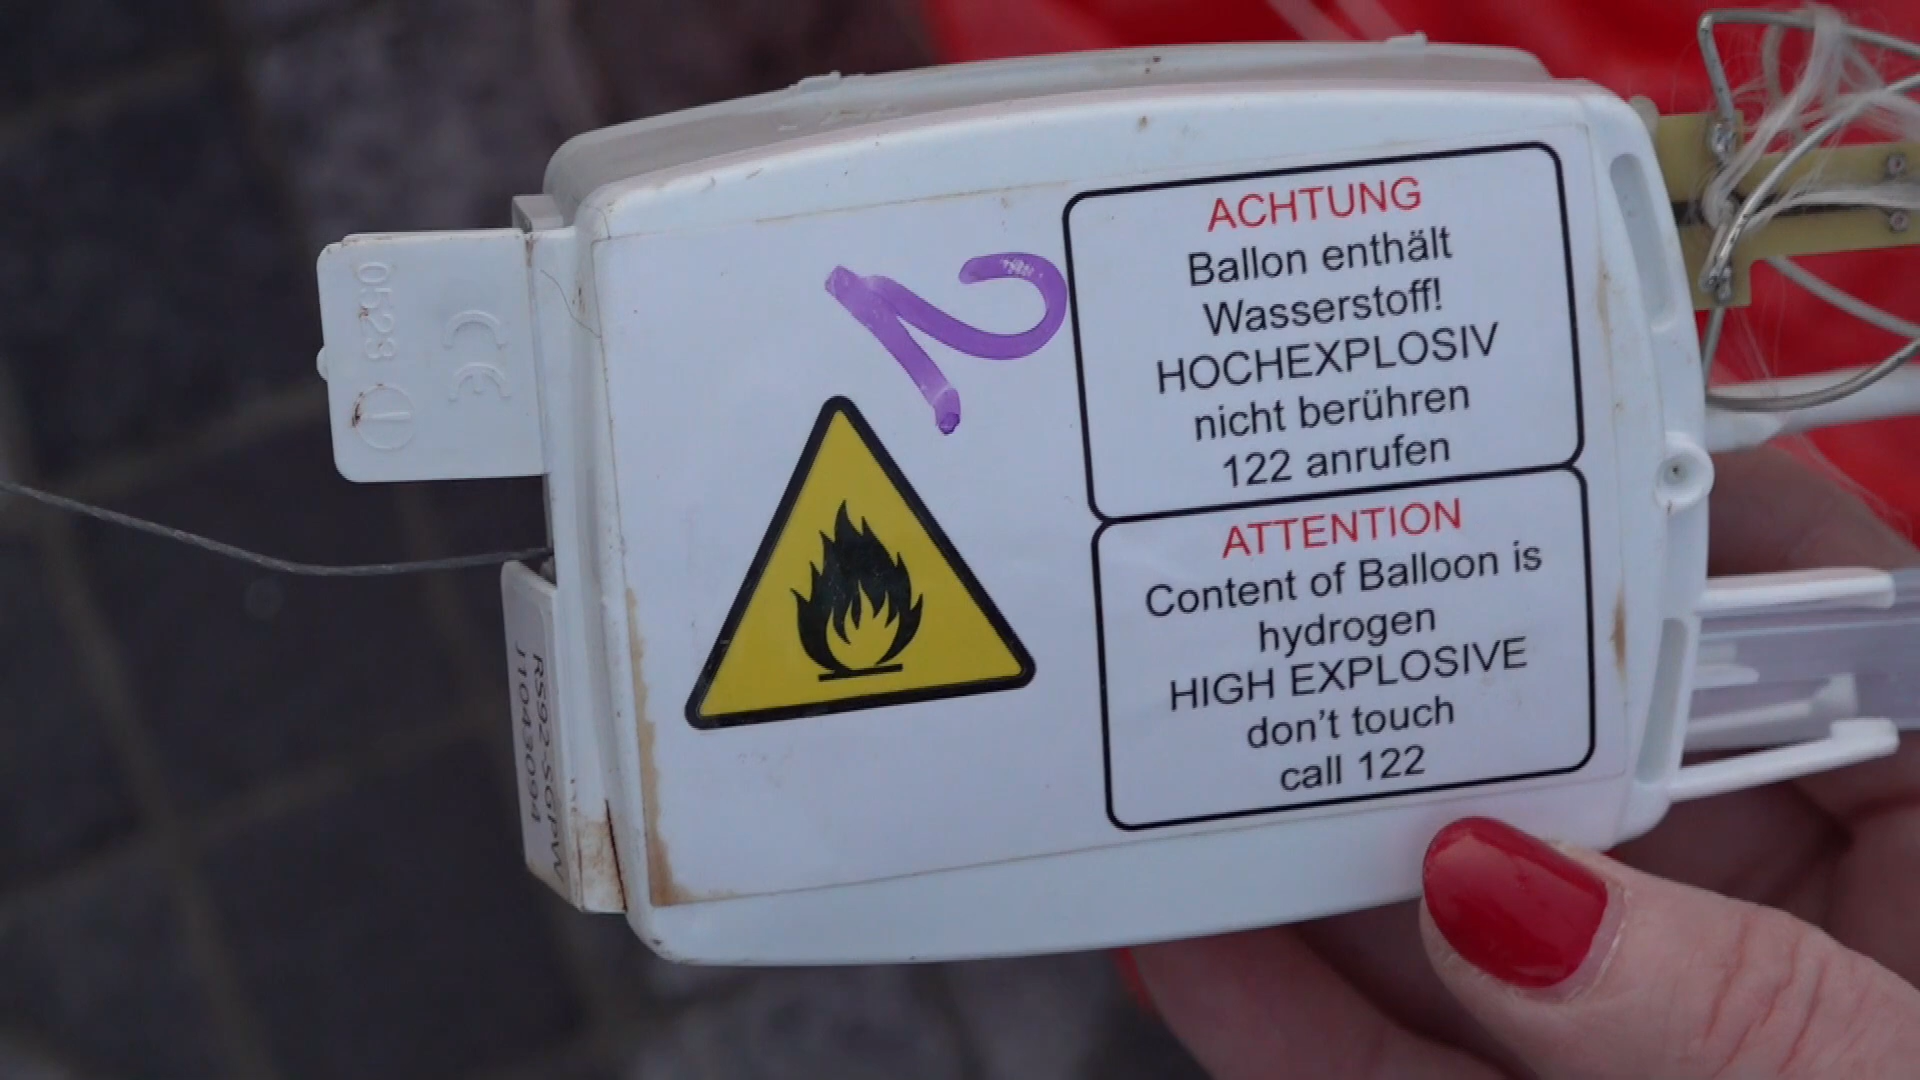 ACHTUNG
Ballon enthält
Wasserstoff!
HOCHEXPLOSIV
nicht berühren
122 anrufen
ATTENTION
Content of Balloon is
hydrogen
HIGH EXPLOSIVE
don't touch
call 122
0523
CE
RS92-SGPW
J1043094